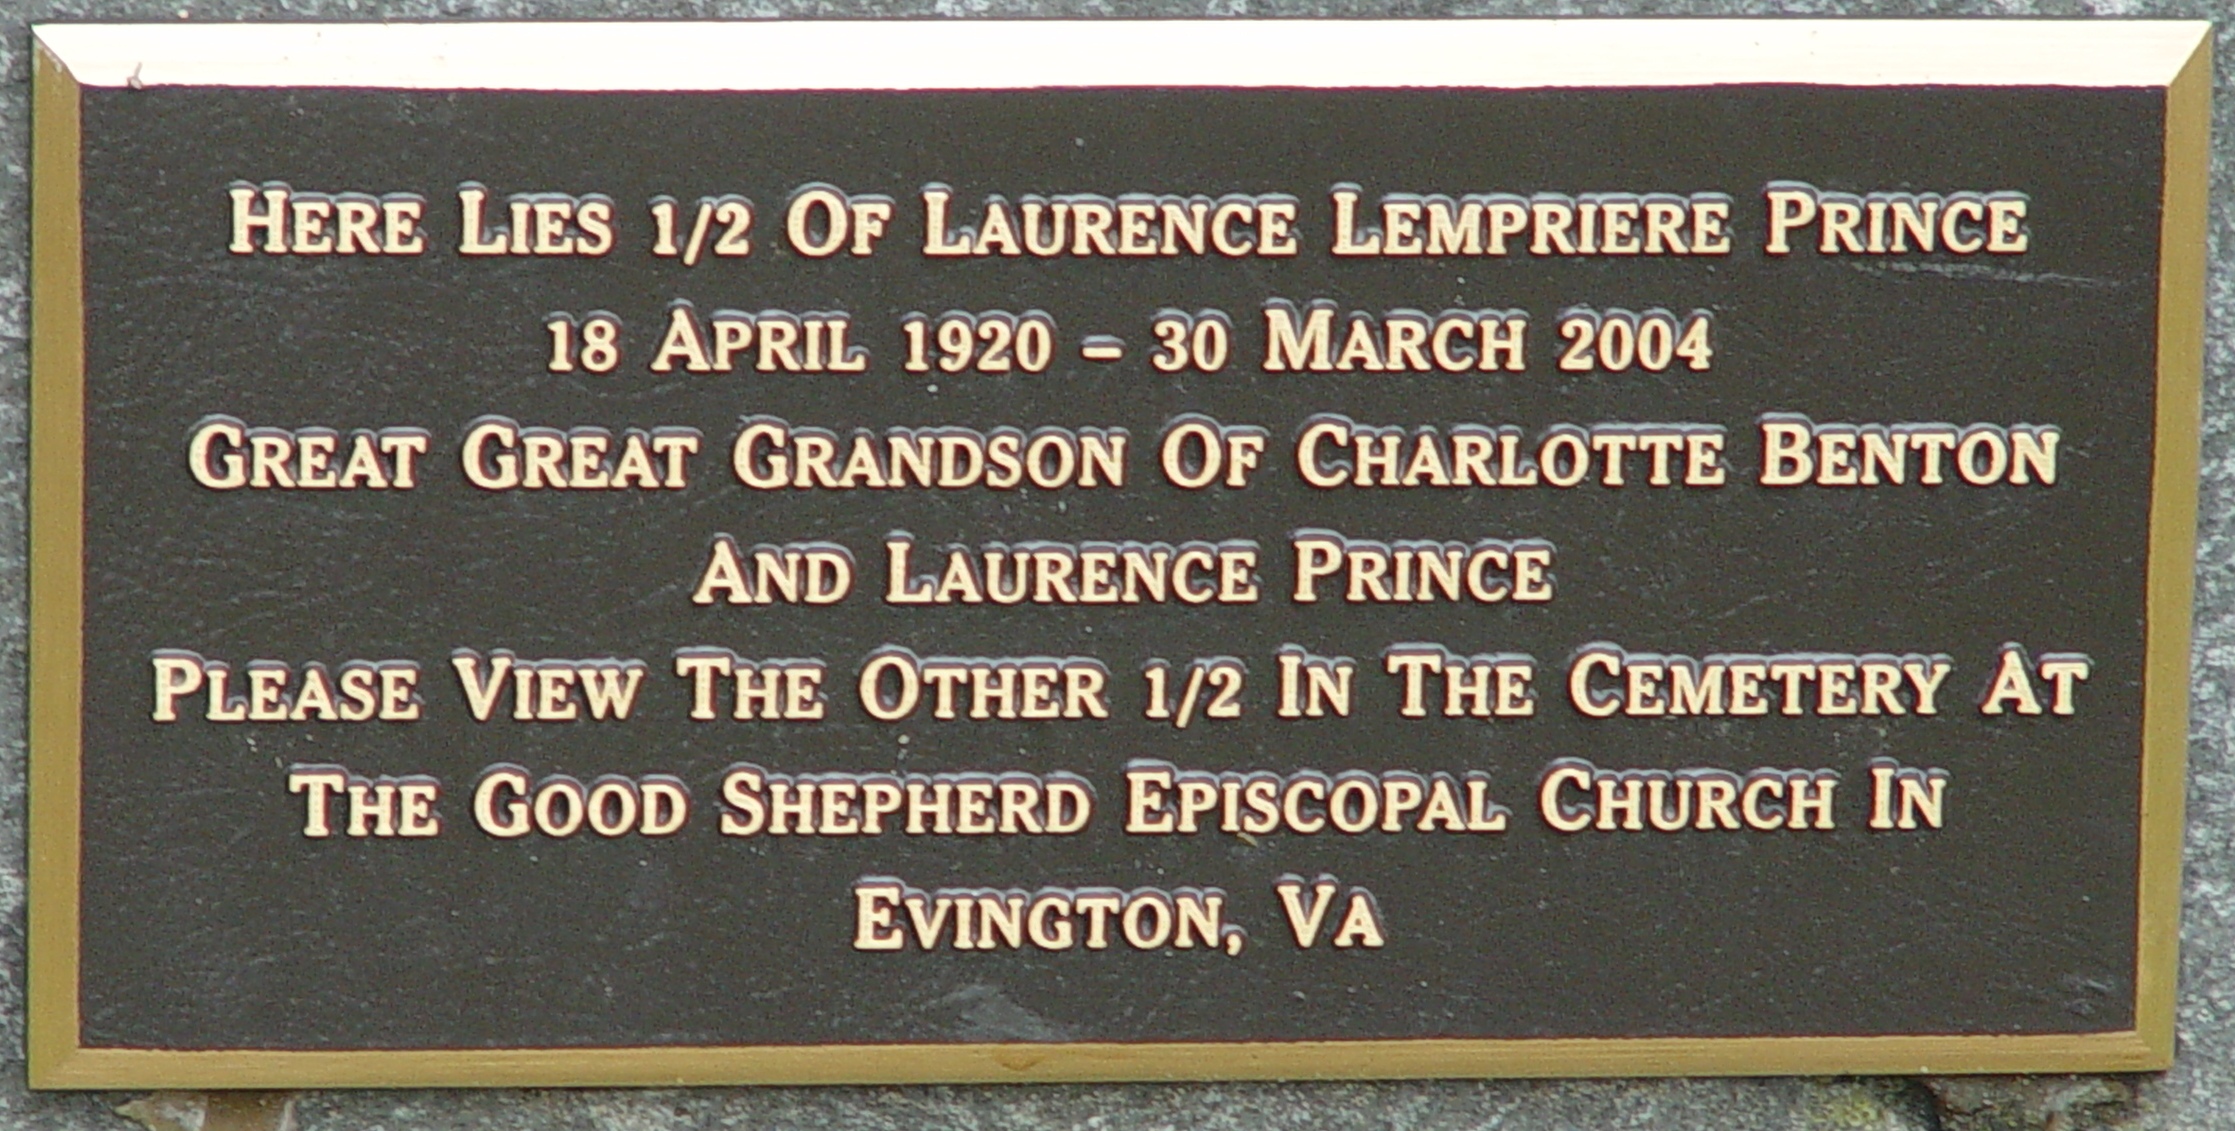 Here Lies 1/2 Of Laurence Lempriere Prince
18 April 1920 – 30 March 2004
Great Great Grandson Of Charlotte Benton
And Laurence Prince
Please View The Other 1/2 In The Cemetery At
The Good Shepherd Episcopal Church In
Evington, Va